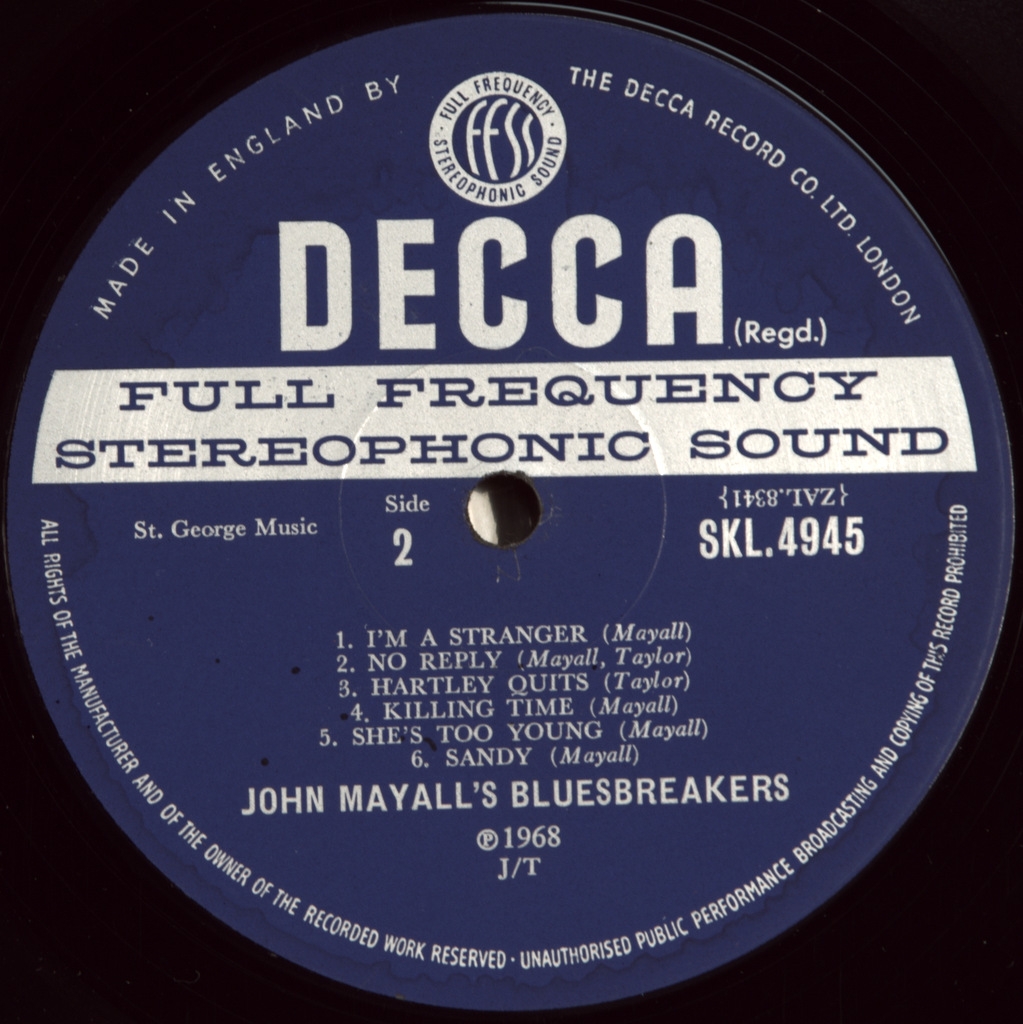 MADE IN ENGLAND BY
THE DECCA RECORD CO. LTD. LONDON
FULL FREQUENCY
FFSS
STEREOPHONIC SOUND
DECCA
(Regd.)
FULL FREQUENCY
STEREOPHONIC SOUND
St. George Music
Side
2
{ZAL.8341}
SKL.4945
1. I'M A STRANGER (Mayall)
2. NO REPLY (Mayall, Taylor)
3. HARTLEY QUITS (Taylor)
4. KILLING TIME (Mayall)
5. SHE'S TOO YOUNG (Mayall)
6. SANDY (Mayall)
JOHN MAYALL'S BLUESBREAKERS
℗ 1968
J/T
ALL RIGHTS OF THE MANUFACTURER AND OF THE OWNER OF THE RECORDED WORK RESERVED · UNAUTHORISED PUBLIC PERFORMANCE BROADCASTING AND COPYING OF THIS RECORD PROHIBITED